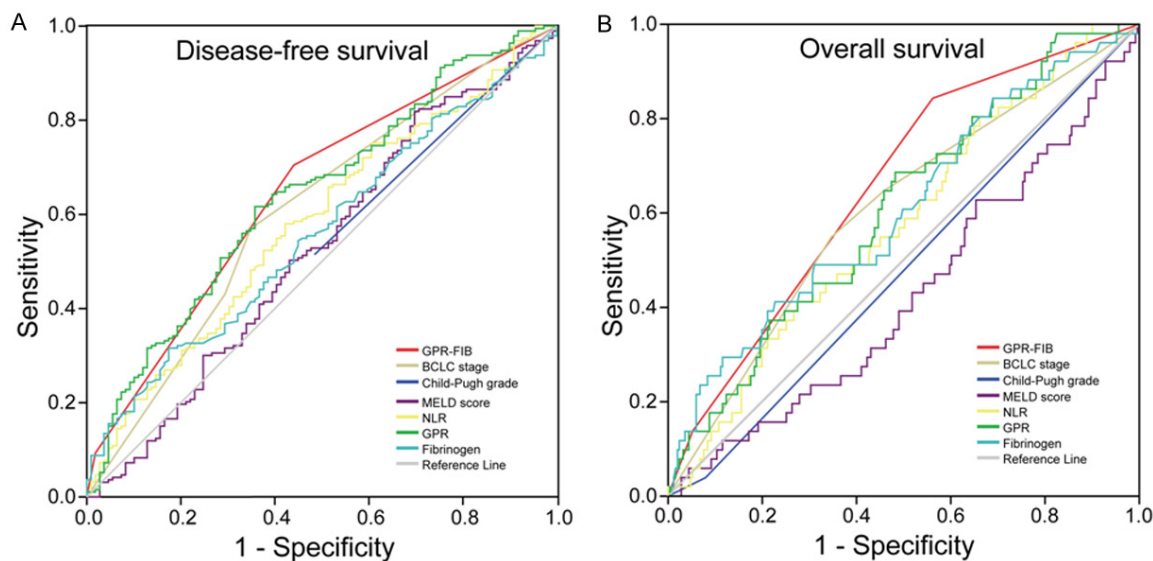 A
Disease-free survival
1.0
0.8
0.6
0.4
0.2
0.0
Sensitivity
GPR-FIB
BCLC stage
Child-Pugh grade
MELD score
NLR
GPR
Fibrinogen
Reference Line
0.0 0.2 0.4 0.6 0.8 1.0
1 - Specificity
B
Overall survival
1.0
0.8
0.6
0.4
0.2
0.0
Sensitivity
GPR-FIB
BCLC stage
Child-Pugh grade
MELD score
NLR
GPR
Fibrinogen
Reference Line
0.0 0.2 0.4 0.6 0.8 1.0
1 - Specificity